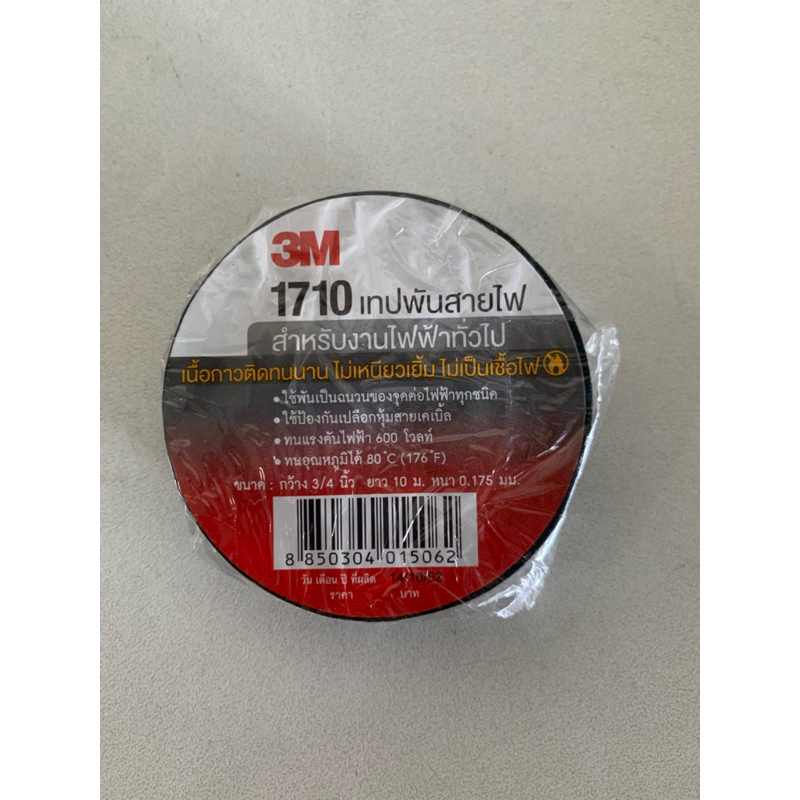 3M
1710 เทปพันสายไฟ
สำหรับงานไฟฟ้าทั่วไป
เนื้อกาวติดทนนาน ไม่เหนียวเยิ้ม ไม่เป็นเชื้อไฟ
• ใช้พันเป็นฉนวนของจุดต่อไฟฟ้าทุกชนิด
• ใช้ป้องกันเปลือกหุ้มสายเคเบิ้ล
• ทนแรงดันไฟฟ้า 600 โวลท์
• ทนอุณหภูมิได้ 80°C (176°F)
ขนาด : กว้าง 3/4 นิ้ว ยาว 10 ม. หนา 0.175 มม.
8 850304 015062
วัน เดือน ปี ที่ผลิต
ราคา บาท